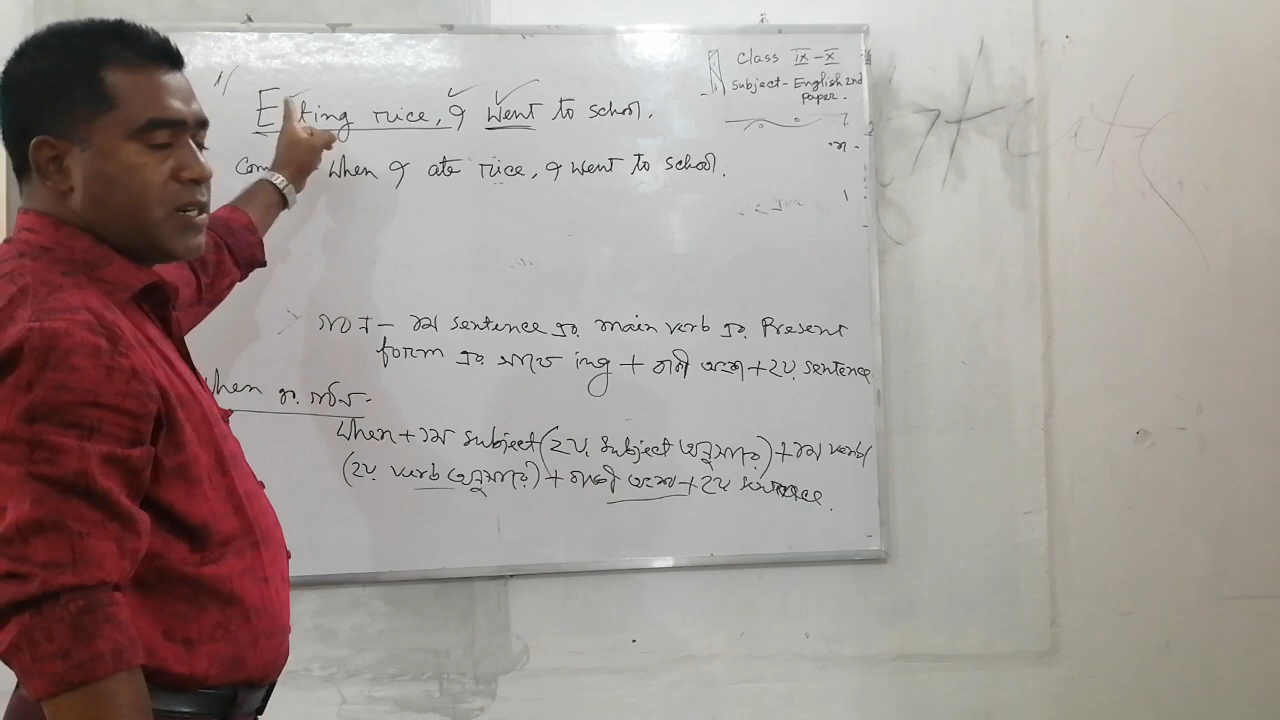 Class IX - X
Subject - English 2nd
paper.
1/ Eating rice, I went to school.
When I ate rice, I went to school.
১ম sentence এর main verb এর Present
form এর সাথে ing + বাকী অংশ + ২য় sentence
When এর
When + ১ম subject (২য় subject অনুসারে) + ১ম verb
(২য় verb অনুসারে) + বাকী অংশ + ২য় sentence.